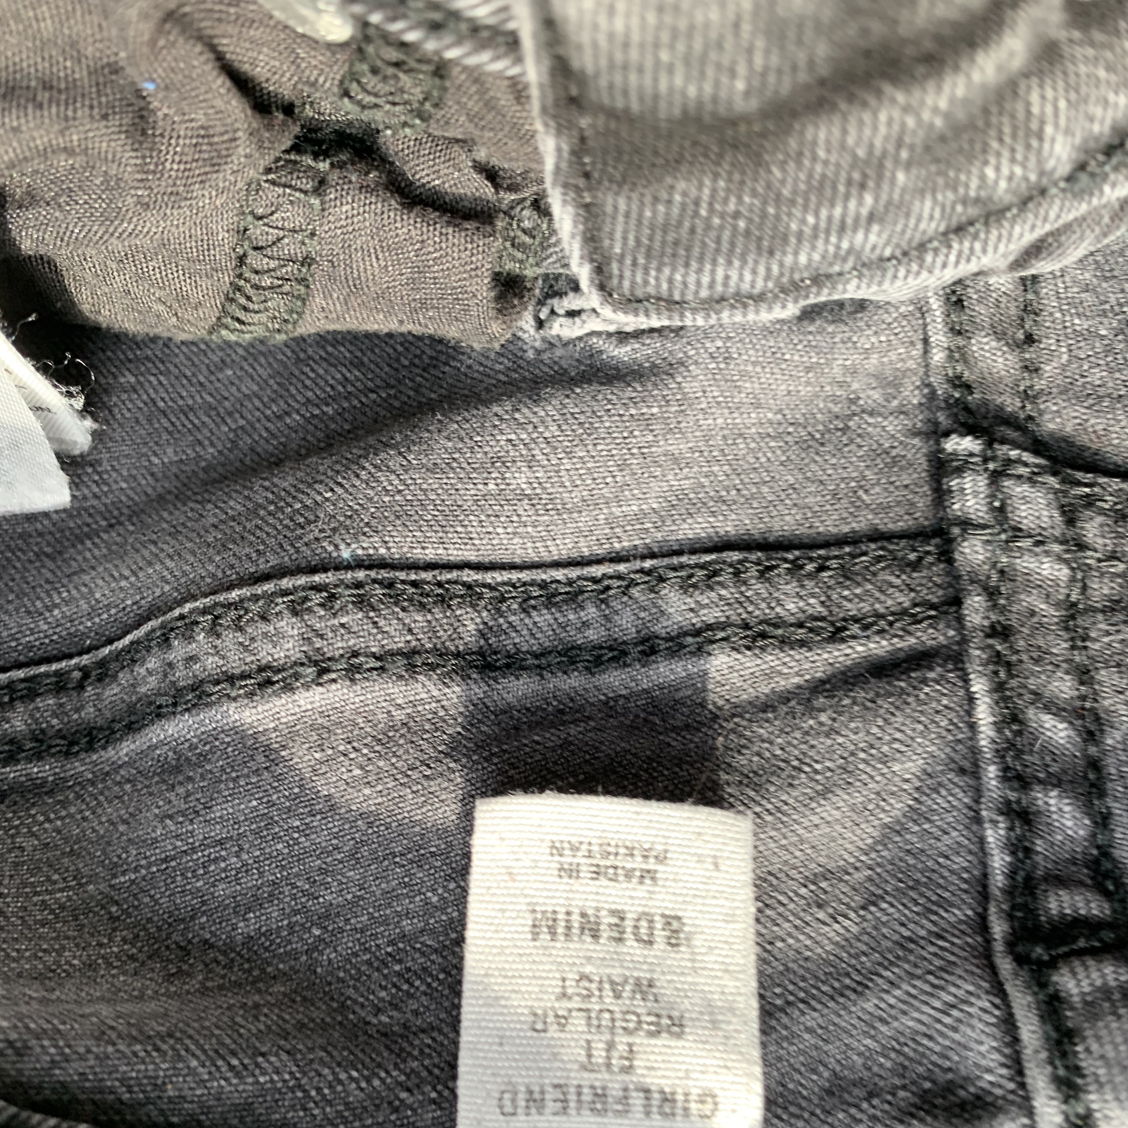 GIRLFRIEND
FIT
REGULAR
WAIST
&DENIM
MADE IN
PAKISTAN